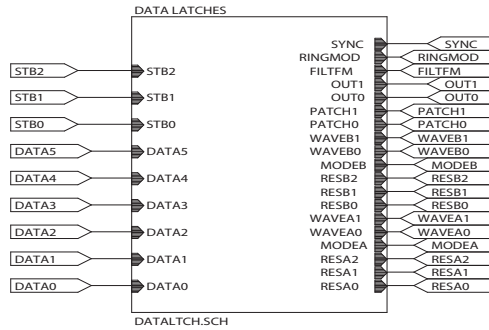 DATA LATCHES
SYNC SYNC
RINGMOD RINGMOD
STB2 STB2 FILTFM FILTFM
OUT1 OUT1
STB1 STB1 OUT0 OUT0
PATCH1 PATCH1
STB0 STB0 PATCH0 PATCH0
WAVEB1 WAVEB1
DATA5 DATA5 WAVEB0 WAVEB0
MODEB MODEB
DATA4 DATA4 RESB2 RESB2
RESB1 RESB1
DATA3 DATA3 RESB0 RESB0
WAVEA1 WAVEA1
DATA2 DATA2 WAVEA0 WAVEA0
MODEA MODEA
DATA1 DATA1 RESA2 RESA2
RESA1 RESA1
DATA0 DATA0 RESA0 RESA0
DATALTCH.SCH